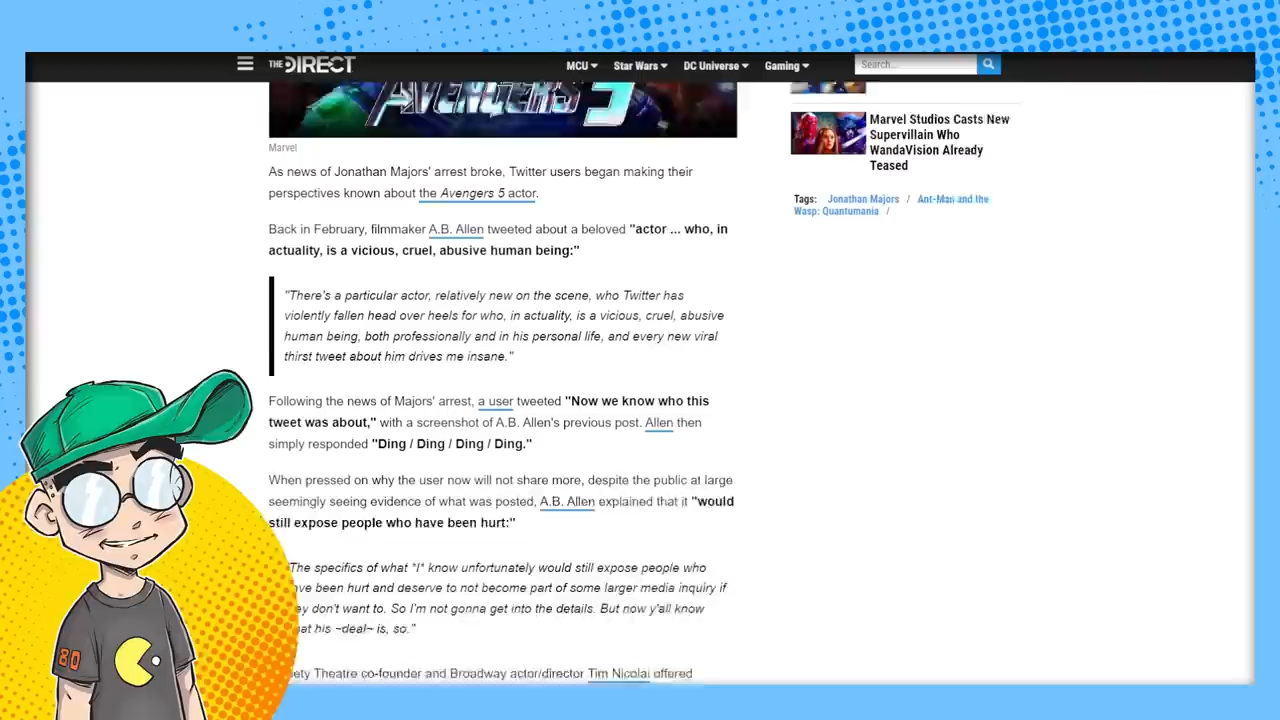 THE DIRECT
MCU
Star Wars
DC Universe
Gaming
Search...
AVENGERS 5
Marvel
As news of Jonathan Majors' arrest broke, Twitter users began making their
perspectives known about the Avengers 5 actor.
Back in February, filmmaker A.B. Allen tweeted about a beloved "actor ... who, in
actuality, is a vicious, cruel, abusive human being:"
"There's a particular actor, relatively new on the scene, who Twitter has
violently fallen head over heels for who, in actuality, is a vicious, cruel, abusive
human being, both professionally and in his personal life, and every new viral
thirst tweet about him drives me insane."
Following the news of Majors' arrest, a user tweeted "Now we know who this
tweet was about," with a screenshot of A.B. Allen's previous post. Allen then
simply responded "Ding / Ding / Ding / Ding."
When pressed on why the user now will not share more, despite the public at large
seemingly seeing evidence of what was posted, A.B. Allen explained that it "would
still expose people who have been hurt:"
The specifics of what *I* know unfortunately would still expose people who
been hurt and deserve to not become part of some larger media inquiry if
don't want to. So I'm not gonna get into the details. But now y'all know
his ~deal~ is, so."
Theatre co-founder and Broadway actor/director Tim Nicolai offered
Marvel Studios Casts New
Supervillain Who
WandaVision Already
Teased
Tags: Jonathan Majors / Ant-Man and the
Wasp: Quantumania /
80